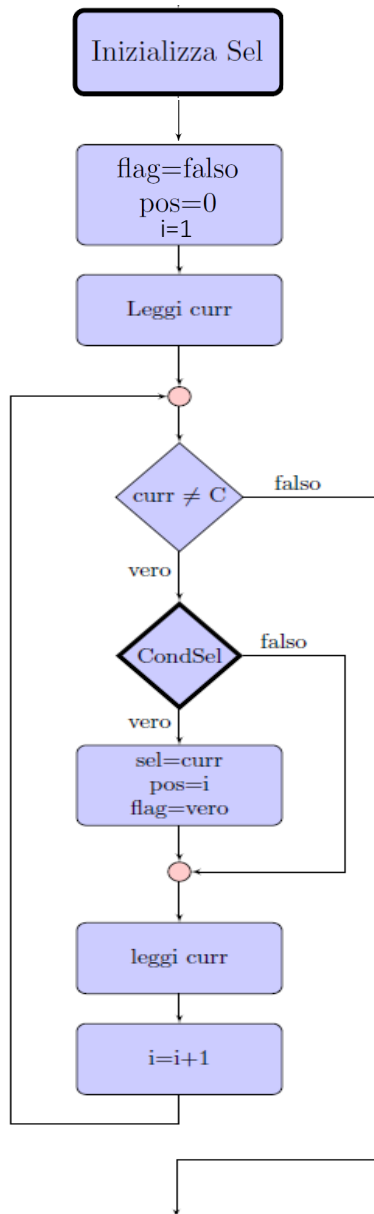 Inizializza Sel
flag=falso
pos=0
i=1
Leggi curr
curr ≠ C
falso
vero
CondSel
falso
vero
sel=curr
pos=i
flag=vero
leggi curr
i=i+1